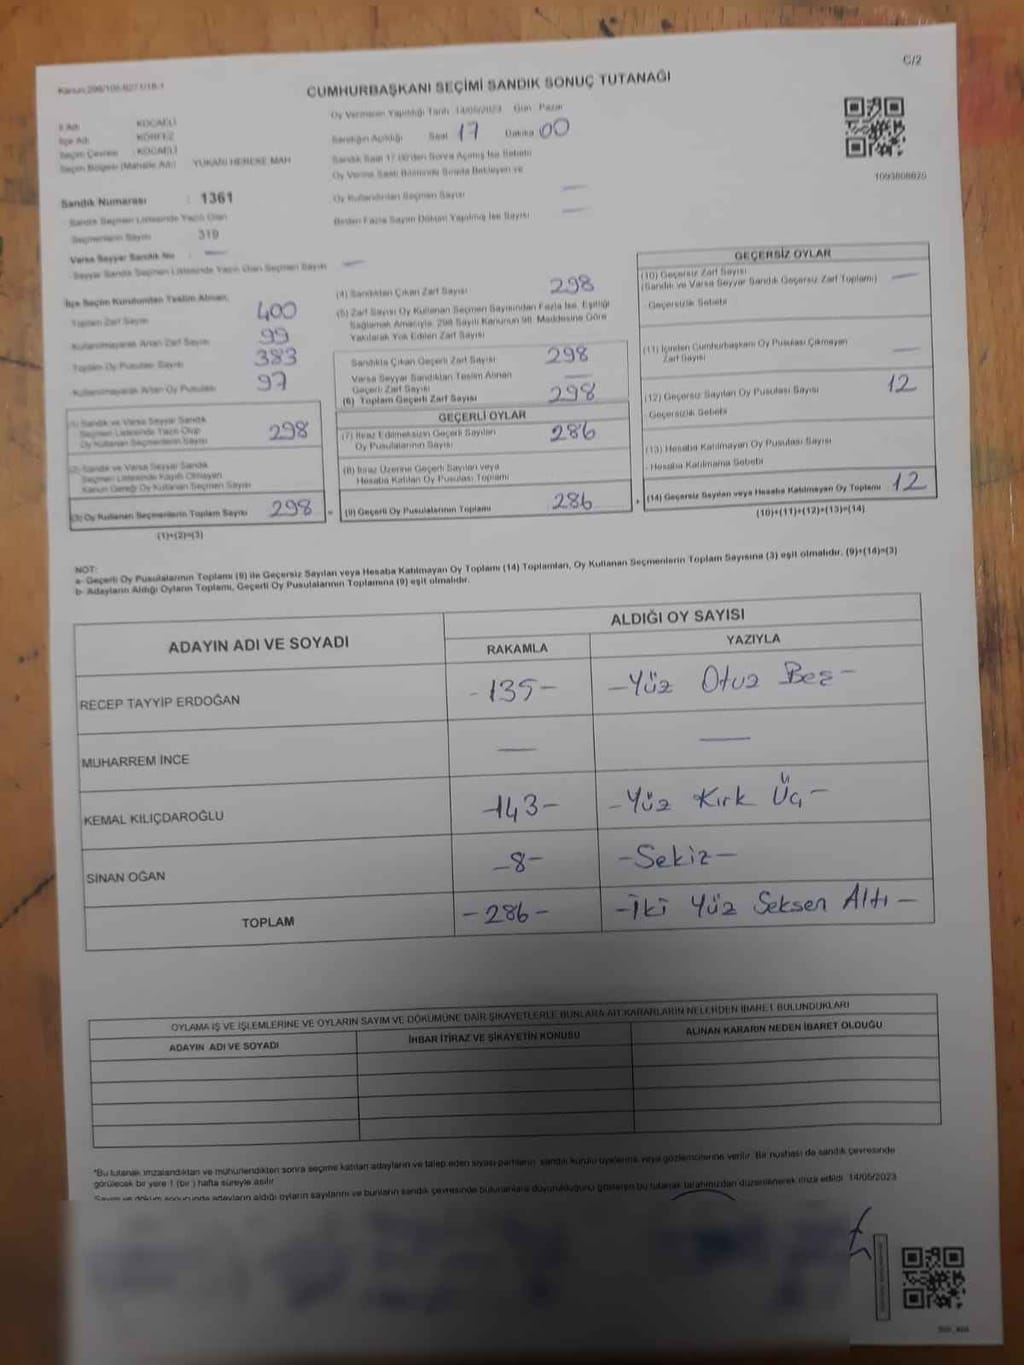 C/2
Kanun 298/105-627
CUMHURBAŞKANI SEÇİMİ SANDIK SONUÇ TUTANAĞI
Oy Vermenin Yapıldığı Tarih 14/05/2023 Gün Pazar
İl Adı KOCAELİ
İlçe Adı KÖRFEZ
Seçim Çevresi : KOCAELİ
Seçim Bölgesi (Mahalle Adı) YUKARI HEREKE MAH
Sandığın Açıldığı Saat 17 Dakika 00
Sandık Saat 17.00'den Sonra Açılmış İse Sebebi
Oy Verme Saati Bitiminde Sırada Bekleyen ve
Oy Kullandırılan Seçmen Sayısı —
Birden Fazla Sayım Döküm Yapılmış İse Sayısı —
Sandık Numarası : 1361
Sandık Seçmen Listesinde Yazılı Olan
Seçmenlerin Sayısı 319
Varsa Seyyar Sandık No : —
Seyyar Sandık Seçmen Listesinde Yazılı Olan Seçmen Sayısı —
İlçe Seçim Kurulundan Teslim Alınan,
Toplam Zarf Sayısı 400
Kullanılmayarak Artan Zarf Sayısı 99
Toplam Oy Pusulası Sayısı 383
Kullanılmayarak Artan Oy Pusulası 97
(1) Sandık ve Varsa Seyyar Sandık
Seçmen Listesinde Yazılı Olup
Oy Kullanan Seçmenlerin Sayısı 298
(2) Sandık ve Varsa Seyyar Sandık
Seçmen Listesinde Kayıtlı Olmayan
Kanun Gereği Oy Kullanan Seçmen Sayısı
(3) Oy Kullanan Seçmenlerin Toplam Sayısı 298
(1)+(2)=(3)
(4) Sandıktan Çıkan Zarf Sayısı 298
(5) Zarf Sayısı Oy Kullanan Seçmen Sayısından Fazla İse, Eşitliği
Sağlamak Amacıyla, 298 Sayılı Kanunun 98. Maddesine Göre
Yakılarak Yok Edilen Zarf Sayısı
Sandıkta Çıkan Geçerli Zarf Sayısı 298
Varsa Seyyar Sandıktan Teslim Alınan
Geçerli Zarf Sayısı —
(6) Toplam Geçerli Zarf Sayısı 298
GEÇERLİ OYLAR
(7) İtiraz Edilmeksizin Geçerli Sayılan
Oy Pusulalarının Sayısı 286
(8) İtiraz Üzerine Geçerli Sayılan veya
Hesaba Katılan Oy Pusulası Toplamı
(9) Geçerli Oy Pusulalarının Toplamı 286
GEÇERSİZ OYLAR
(10) Geçersiz Zarf Sayısı
(Sandık ve Varsa Seyyar Sandık Geçersiz Zarf Toplamı) —
Geçersizlik Sebebi
(11) İçinden Cumhurbaşkanı Oy Pusulası Çıkmayan
Zarf Sayısı —
(12) Geçersiz Sayılan Oy Pusulası Sayısı 12
Geçersizlik Sebebi
(13) Hesaba Katılmayan Oy Pusulası Sayısı
Hesaba Katılmama Sebebi
(14) Geçersiz Sayılan veya Hesaba Katılmayan Oy Toplamı 12
(10)+(11)+(12)+(13)=(14)
NOT:
a- Geçerli Oy Pusulalarının Toplamı (9) ile Geçersiz Sayılan veya Hesaba Katılmayan Oy Toplamı (14) Toplamları, Oy Kullanan Seçmenlerin Toplam Sayısına (3) eşit olmalıdır. (9)+(14)=(3)
b- Adayların Aldığı Oyların Toplamı, Geçerli Oy Pusulalarının Toplamına (9) eşit olmalıdır.
ADAYIN ADI VE SOYADI ALDIĞI OY SAYISI
RAKAMLA YAZIYLA
RECEP TAYYİP ERDOĞAN -135- -Yüz Otuz Beş-
MUHARREM İNCE — —
KEMAL KILIÇDAROĞLU -143- -Yüz Kırk Üç-
SİNAN OĞAN -8- -Sekiz-
TOPLAM -286- -İki Yüz Seksen Altı-
OYLAMA İŞ VE İŞLEMLERİNE VE OYLARIN SAYIM VE DÖKÜMÜNE DAİR ŞİKAYETLERLE BUNLARA AİT KARARLARIN NELERDEN İBARET BULUNDUKLARI
ADAYIN ADI VE SOYADI İHBAR İTİRAZ VE ŞİKAYETİN KONUSU ALINAN KARARIN NEDEN İBARET OLDUĞU
*Bu tutanak imzalandıktan ve mühürlendikten sonra seçime katılan adayların ve talep eden siyasi partilerin sandık kurulu üyelerine veya gözlemcilerine verilir. Bir nüshası da sandık çevresinde
görülecek bir yere 1 (bir) hafta süreyle asılır.
Sayım ve döküm sonucunda adayların aldığı oyların sayılarını ve bunların sandık çevresinde bulunanlara duyurulduğunu gösteren bu tutanak tarafımızdan düzenlenerek imza edildi. 14/05/2023